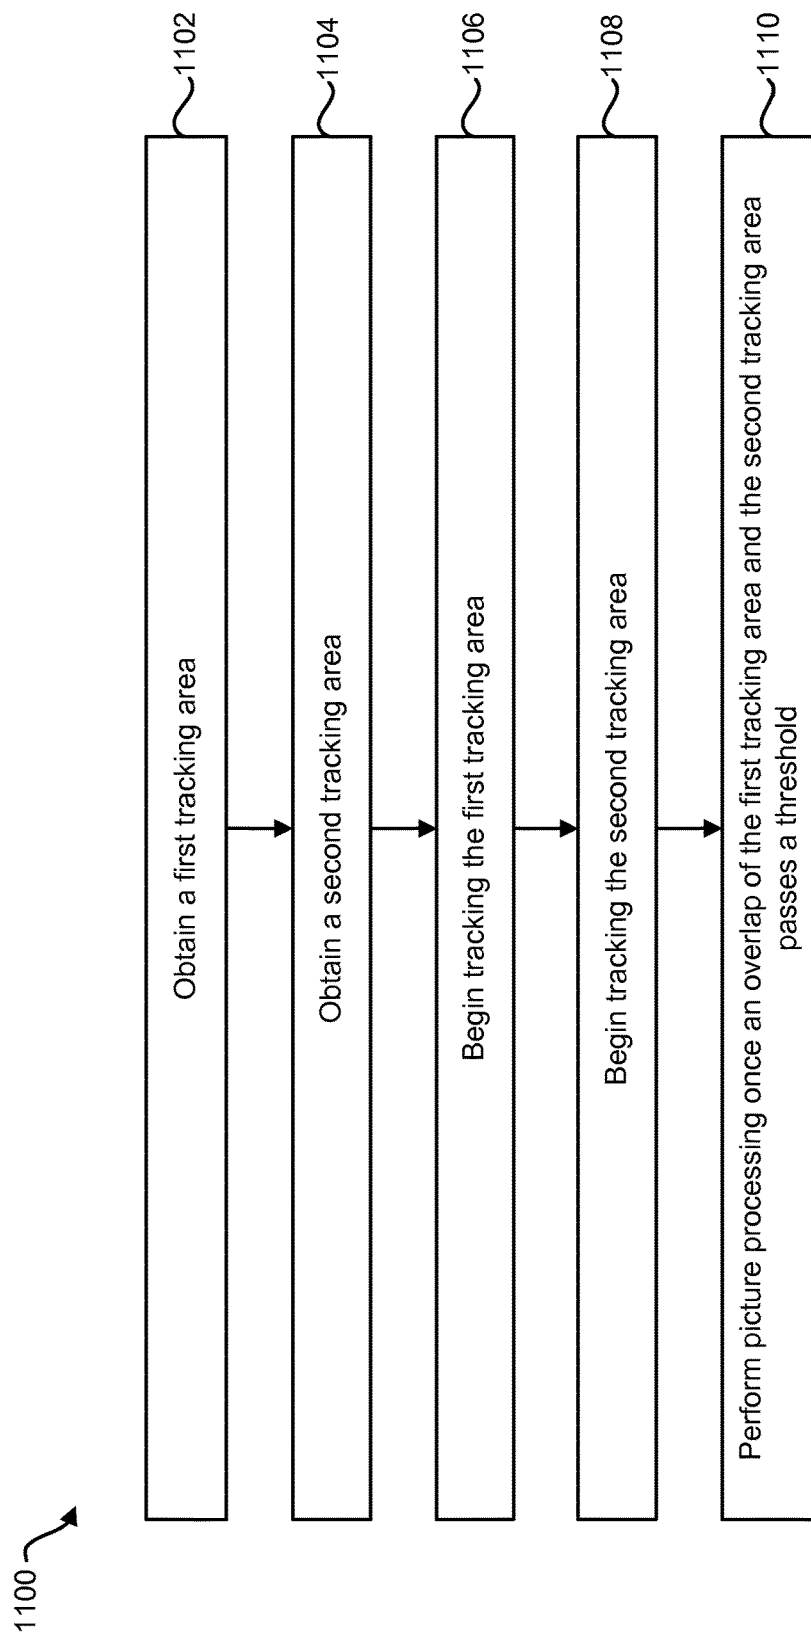 1100
Obtain a first tracking area
1102
Obtain a second tracking area
1104
Begin tracking the first tracking area
1106
Begin tracking the second tracking area
1108
Perform picture processing once an overlap of the first tracking area and the second tracking area
passes a threshold
1110